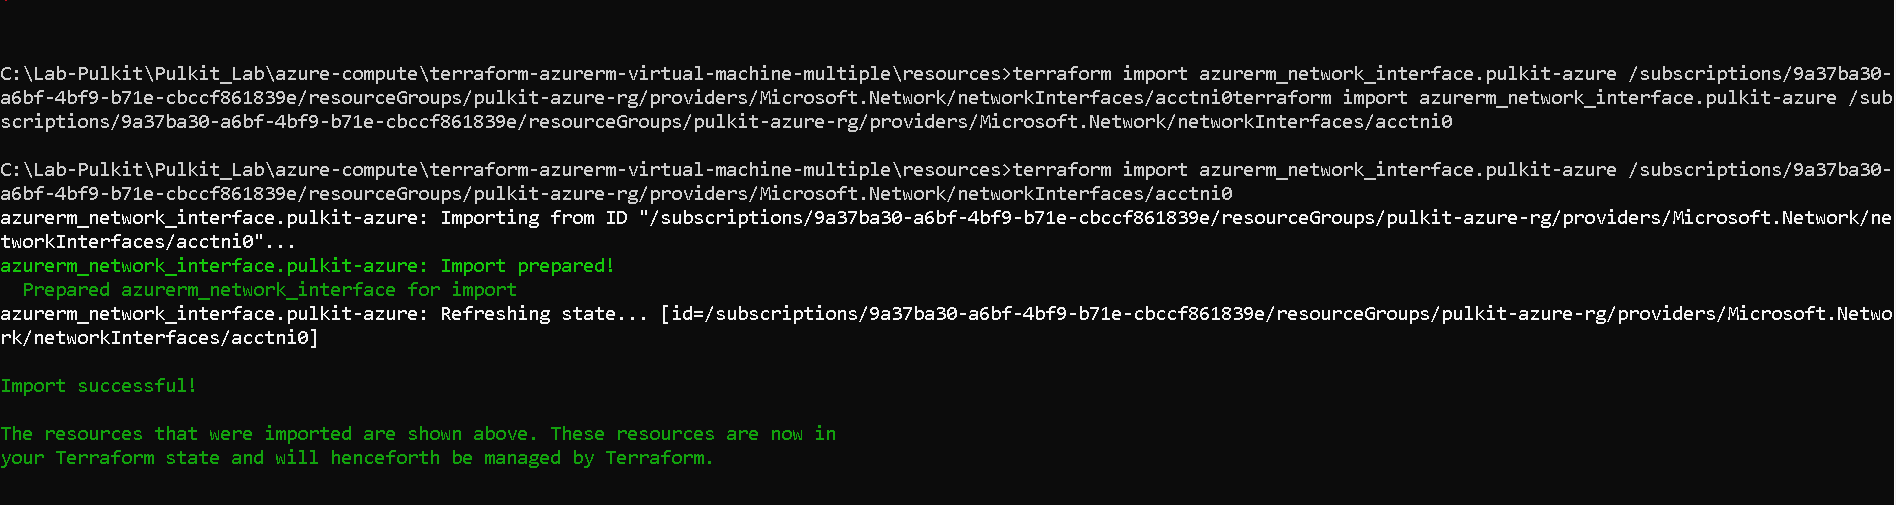 C:\Lab-Pulkit\Pulkit_Lab\azure-compute\terraform-azurerm-virtual-machine-multiple\resources>terraform import azurerm_network_interface.pulkit-azure /subscriptions/9a37ba30-
a6bf-4bf9-b71e-cbccf861839e/resourceGroups/pulkit-azure-rg/providers/Microsoft.Network/networkInterfaces/acctni0terraform import azurerm_network_interface.pulkit-azure /sub
scriptions/9a37ba30-a6bf-4bf9-b71e-cbccf861839e/resourceGroups/pulkit-azure-rg/providers/Microsoft.Network/networkInterfaces/acctni0
C:\Lab-Pulkit\Pulkit_Lab\azure-compute\terraform-azurerm-virtual-machine-multiple\resources>terraform import azurerm_network_interface.pulkit-azure /subscriptions/9a37ba30-
a6bf-4bf9-b71e-cbccf861839e/resourceGroups/pulkit-azure-rg/providers/Microsoft.Network/networkInterfaces/acctni0
azurerm_network_interface.pulkit-azure: Importing from ID "/subscriptions/9a37ba30-a6bf-4bf9-b71e-cbccf861839e/resourceGroups/pulkit-azure-rg/providers/Microsoft.Network/ne
tworkInterfaces/acctni0"...
azurerm_network_interface.pulkit-azure: Import prepared!
  Prepared azurerm_network_interface for import
azurerm_network_interface.pulkit-azure: Refreshing state... [id=/subscriptions/9a37ba30-a6bf-4bf9-b71e-cbccf861839e/resourceGroups/pulkit-azure-rg/providers/Microsoft.Netwo
rk/networkInterfaces/acctni0]
Import successful!
The resources that were imported are shown above. These resources are now in
your Terraform state and will henceforth be managed by Terraform.